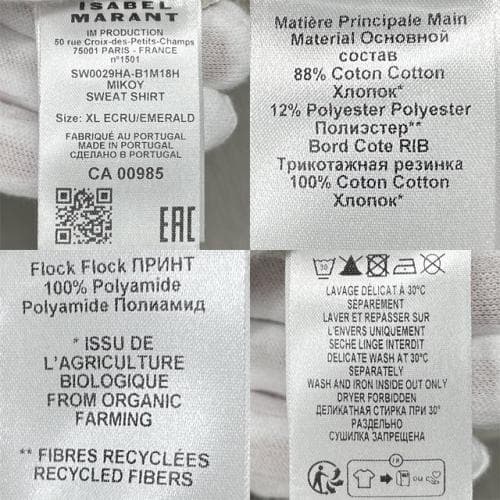 ISABEL
MARANT
IM PRODUCTION
50 rue Croix-des-Petits-Champs
75001 PARIS - FRANCE
n°1501
SW0029HA-B1M18H
MIKOY
SWEAT SHIRT
Size: XL ECRU/EMERALD
FABRIQUÉ AU PORTUGAL
MADE IN PORTUGAL
СДЕЛАНО В PORTUGAL
CA 00985
EAC
Matière Principale Main
Material Основной
состав
88% Coton Cotton
Хлопок*
12% Polyester Polyester
Полиэстер**
Bord Cote RIB
Трикотажная резинка
100% Coton Cotton
Хлопок*
Flock Flock ПРИНТ
100% Polyamide
Polyamide Полиамид
* ISSU DE
L'AGRICULTURE
BIOLOGIQUE
FROM ORGANIC
FARMING
** FIBRES RECYCLÉES
RECYCLED FIBERS
30
LAVAGE DÉLICAT À 30°C
SÉPARÉMENT
LAVER ET REPASSER SUR
L'ENVERS UNIQUEMENT
SECHE LINGE INTERDIT
DELICATE WASH AT 30°C
SEPARATELY
WASH AND IRON INSIDE OUT ONLY
DRYER FORBIDDEN
ДЕЛИКАТНАЯ СТИРКА ПРИ 30°
РАЗДЕЛЬНО
СУШИЛКА ЗАПРЕЩЕНА
FR